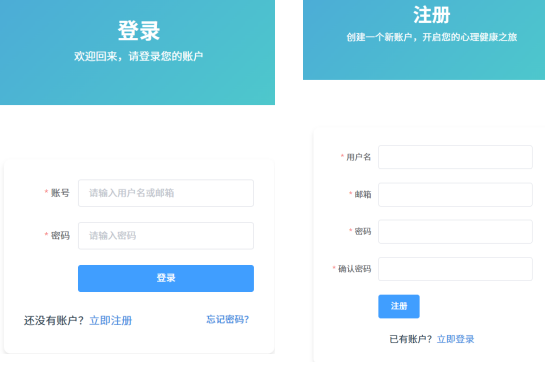 登录
欢迎回来，请登录您的账户
* 账号
请输入用户名或邮箱
* 密码
请输入密码
登录
还没有账户？立即注册
忘记密码？
注册
创建一个新账户，开启您的心理健康之旅
* 用户名
* 邮箱
* 密码
* 确认密码
注册
已有账户？立即登录